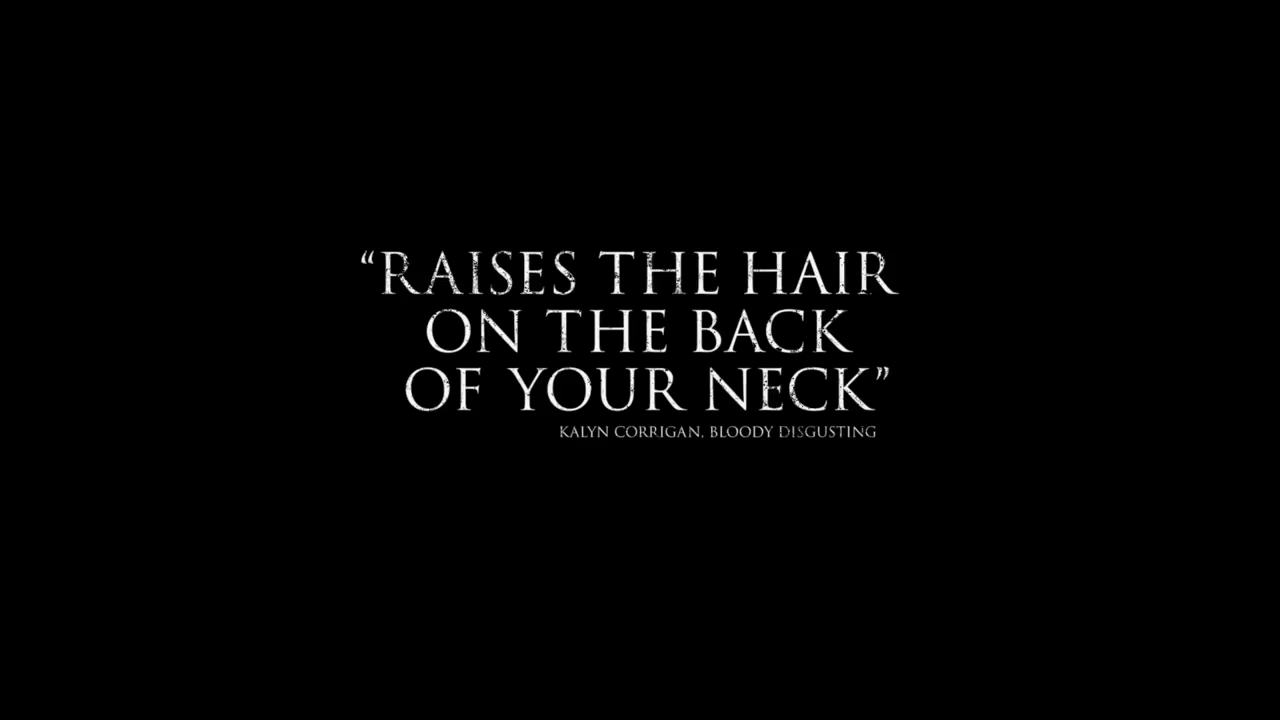 “RAISES THE HAIR
ON THE BACK
OF YOUR NECK”
KALYN CORRIGAN, BLOODY DISGUSTING